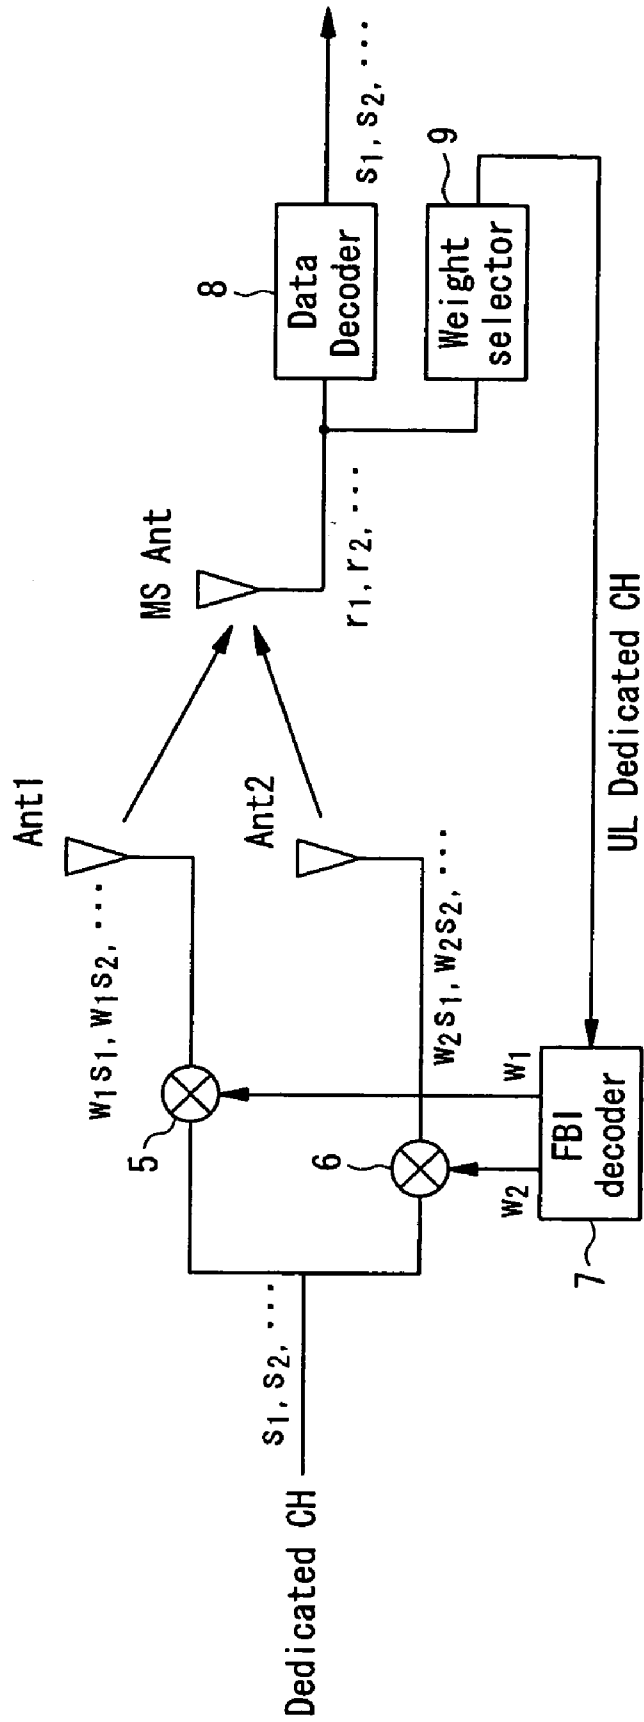 Dedicated CH
s1, s2, ···
5
w1s1, w1s2, ···
Ant1
6
w2s1, w2s2, ···
Ant2
w1
w2
FBI
decoder
7
MS Ant
r1, r2, ···
8
Data
Decoder
s1, s2, ···
9
Weight
selector
UL Dedicated CH